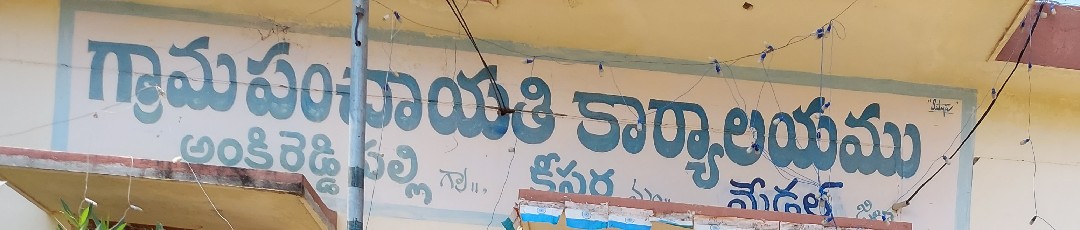 గ్రామపంచాయతి కార్యాలయము
అంకిరెడ్డిపల్లి గ్రా॥ కీసర మం మేడ్చల్ జిల్లా